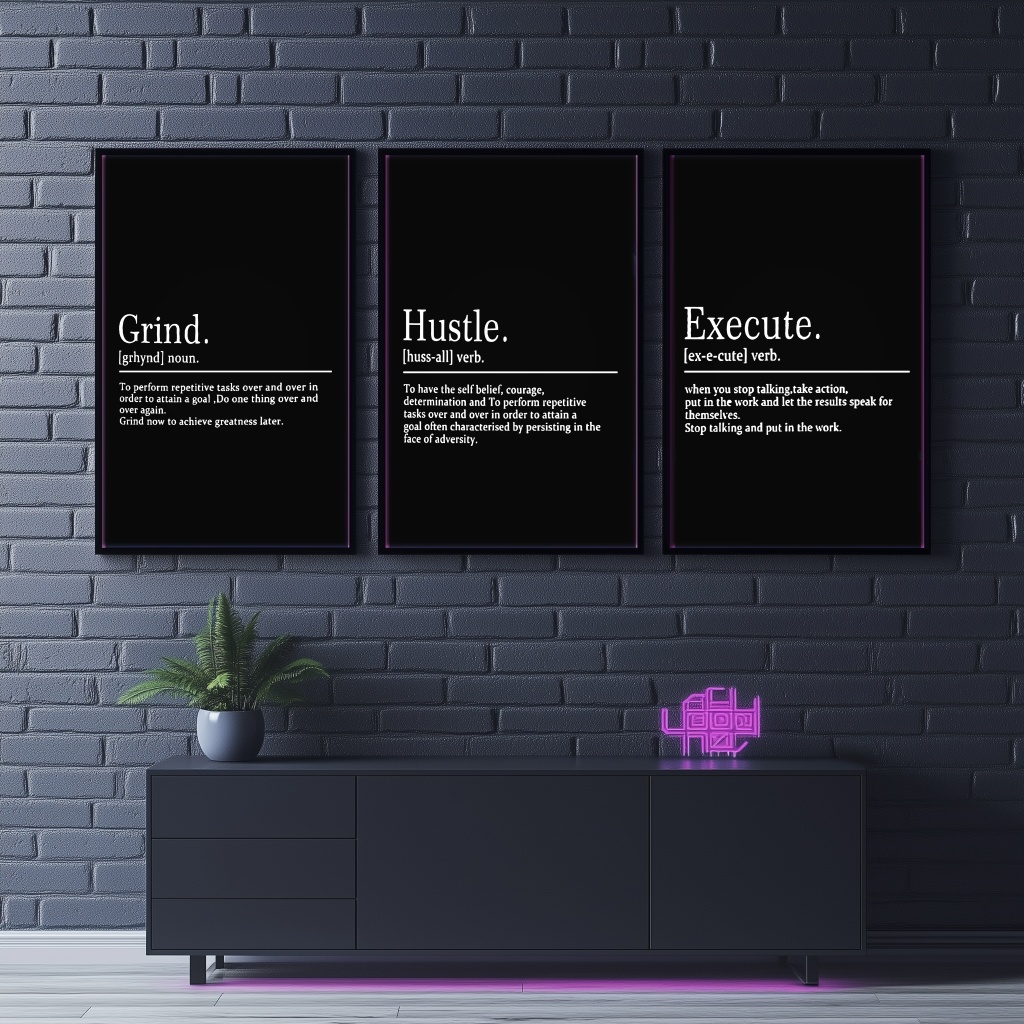 Grind.
[grhynd] noun.
To perform repetitive tasks over and over in
order to attain a goal ,Do one thing over and
over again.
Grind now to achieve greatness later.
Hustle.
[huss-all] verb.
To have the self belief, courage,
determination and To perform repetitive
tasks over and over in order to attain a
goal often characterised by persisting in the
face of adversity.
Execute.
[ex-e-cute] verb.
when you stop talking,take action,
put in the work and let the results speak for
themselves.
Stop talking and put in the work.